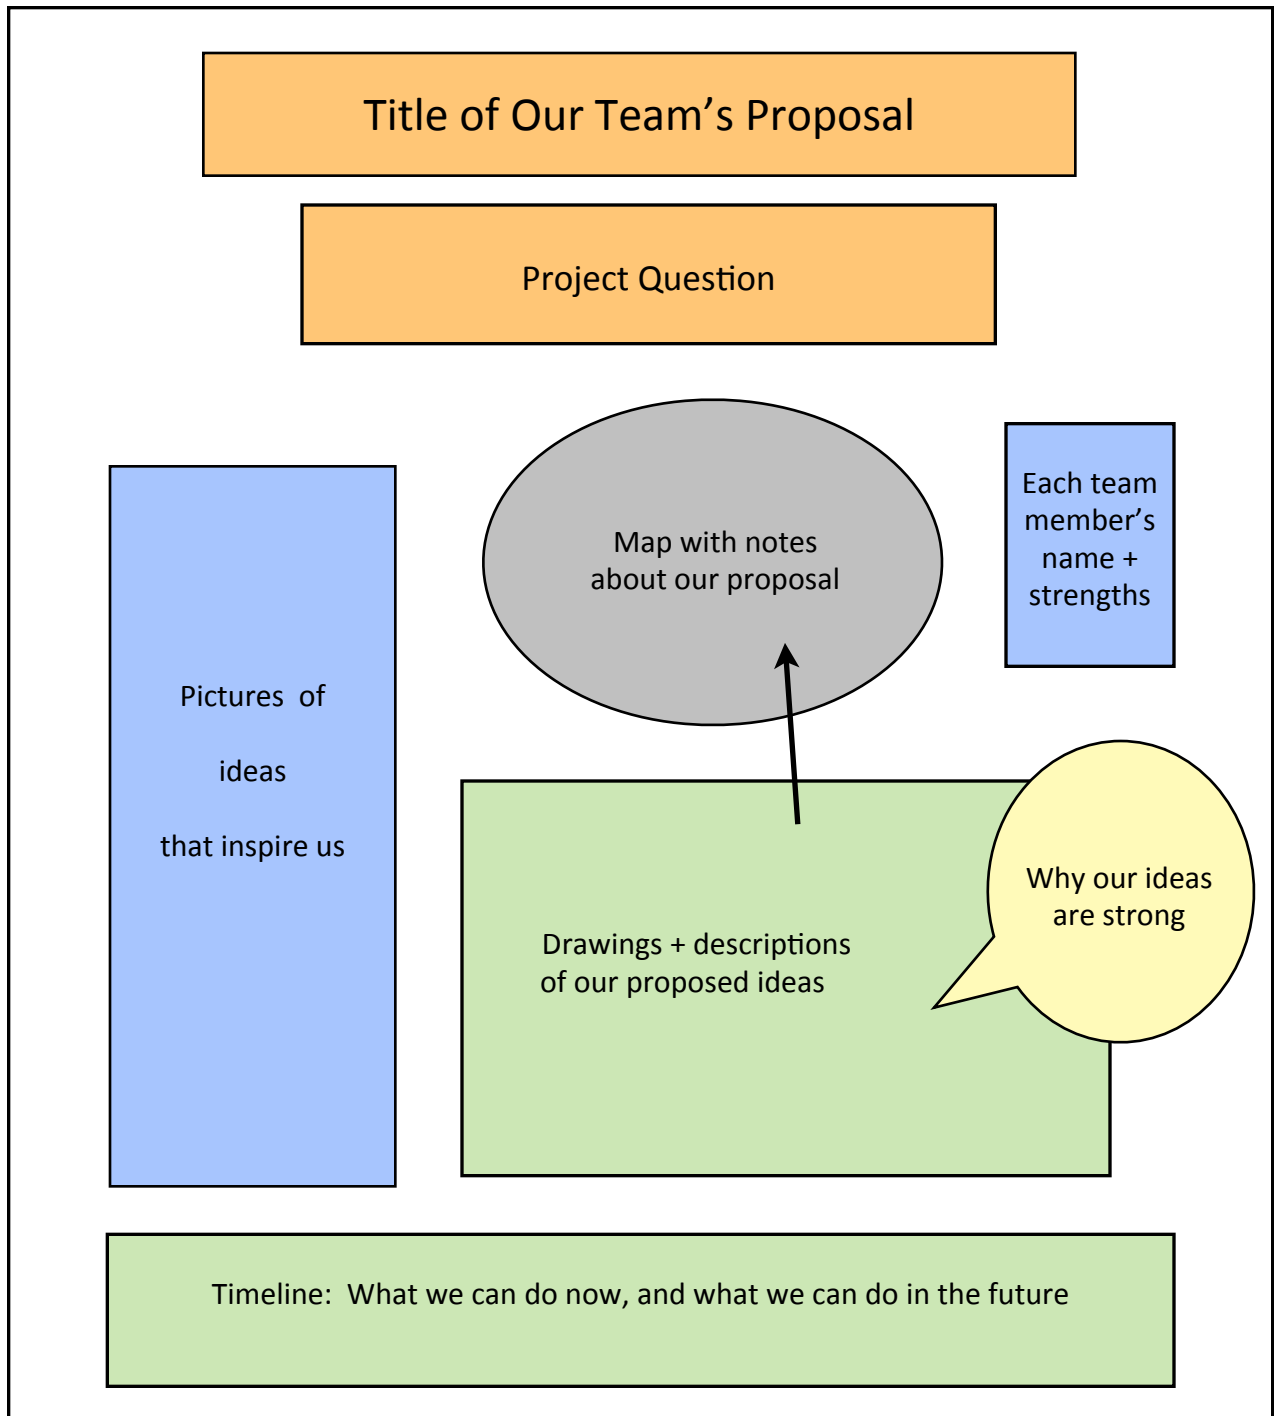 Title of Our Team’s Proposal
Project Question
Map with notes
about our proposal
Each team
member’s
name +
strengths
Pictures  of
ideas
that inspire us
Why our ideas
are strong
Drawings + descriptions
of our proposed ideas
Timeline:  What we can do now, and what we can do in the future